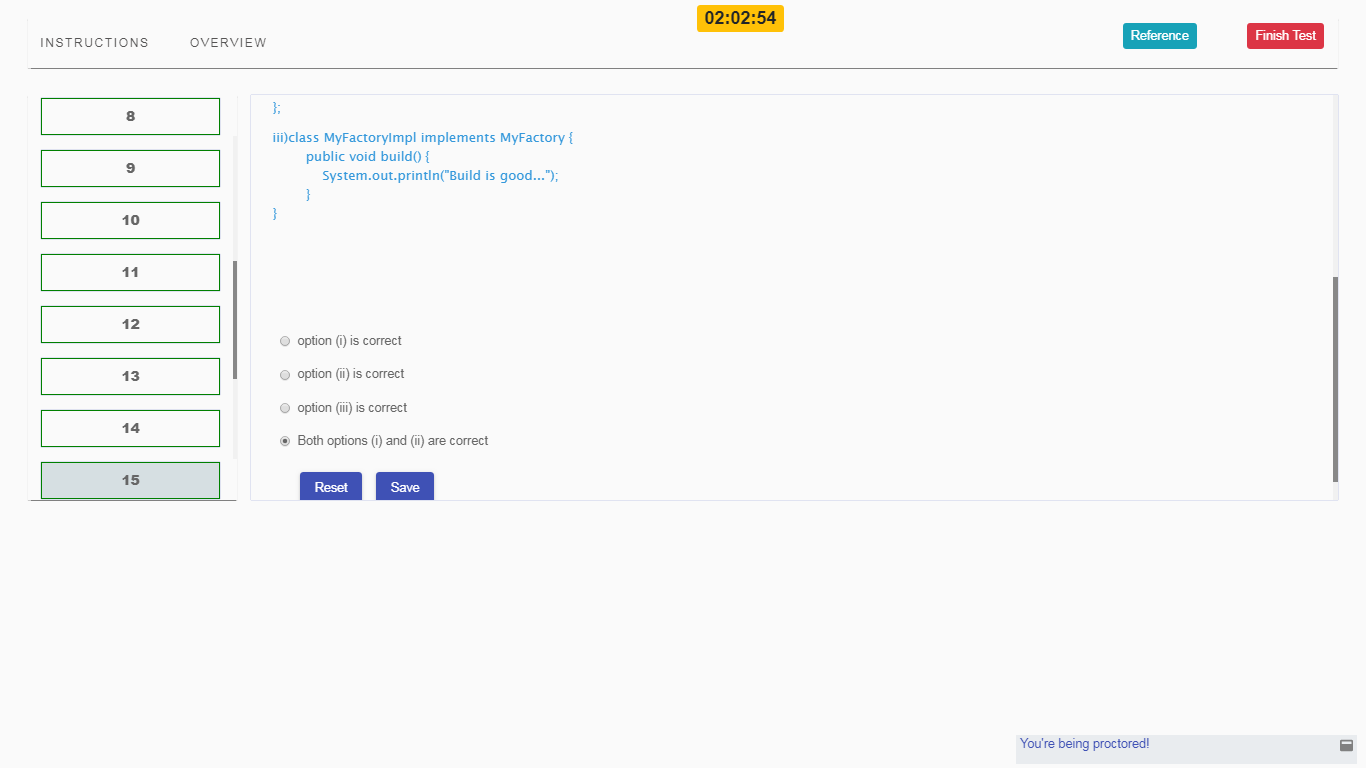 02:02:54
INSTRUCTIONS OVERVIEW Reference Finish Test
8
9
10
11
12
13
14
15
};
iii)class MyFactoryImpl implements MyFactory {
public void build() {
System.out.println("Build is good...");
}
}
option (i) is correct
option (ii) is correct
option (iii) is correct
Both options (i) and (ii) are correct
Reset Save
You're being proctored!